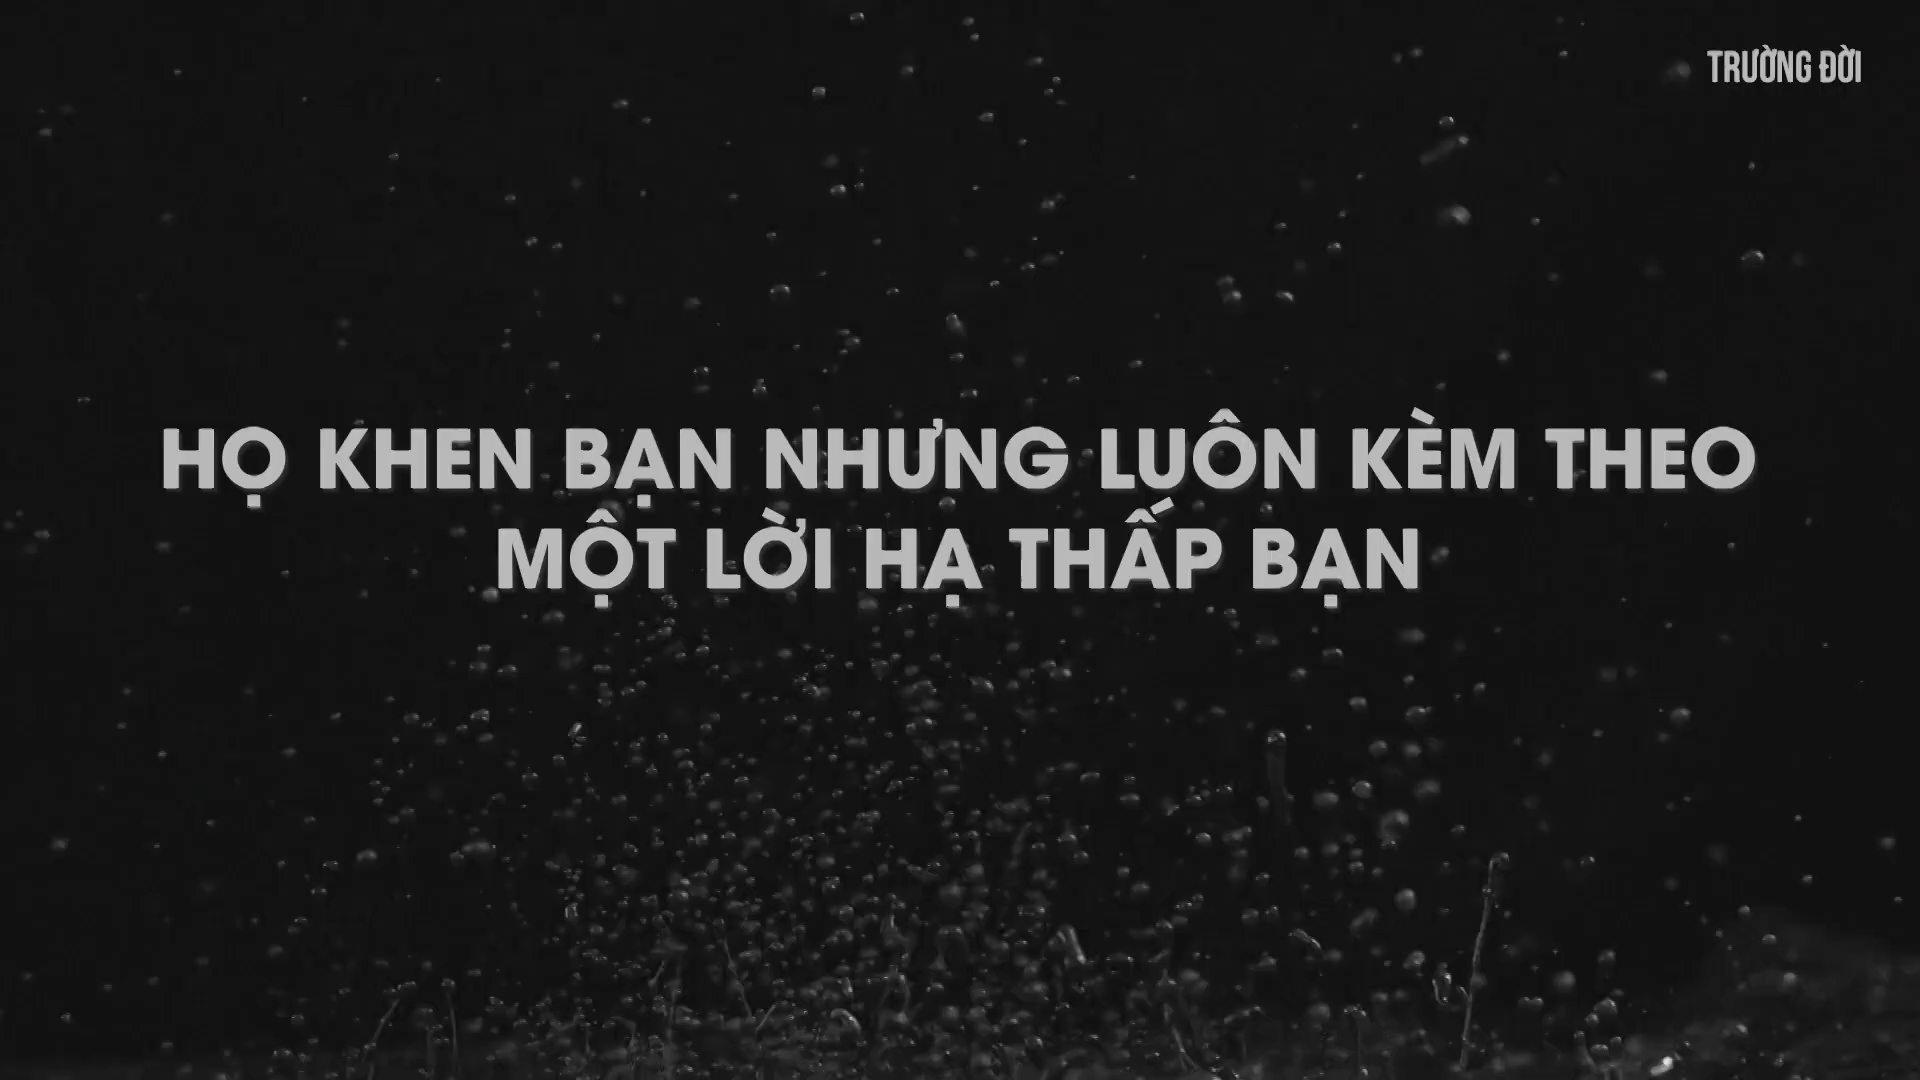 TRƯỜNG ĐỜI
HỌ KHEN BẠN NHƯNG LUÔN KÈM THEO
MỘT LỜI HẠ THẤP BẠN